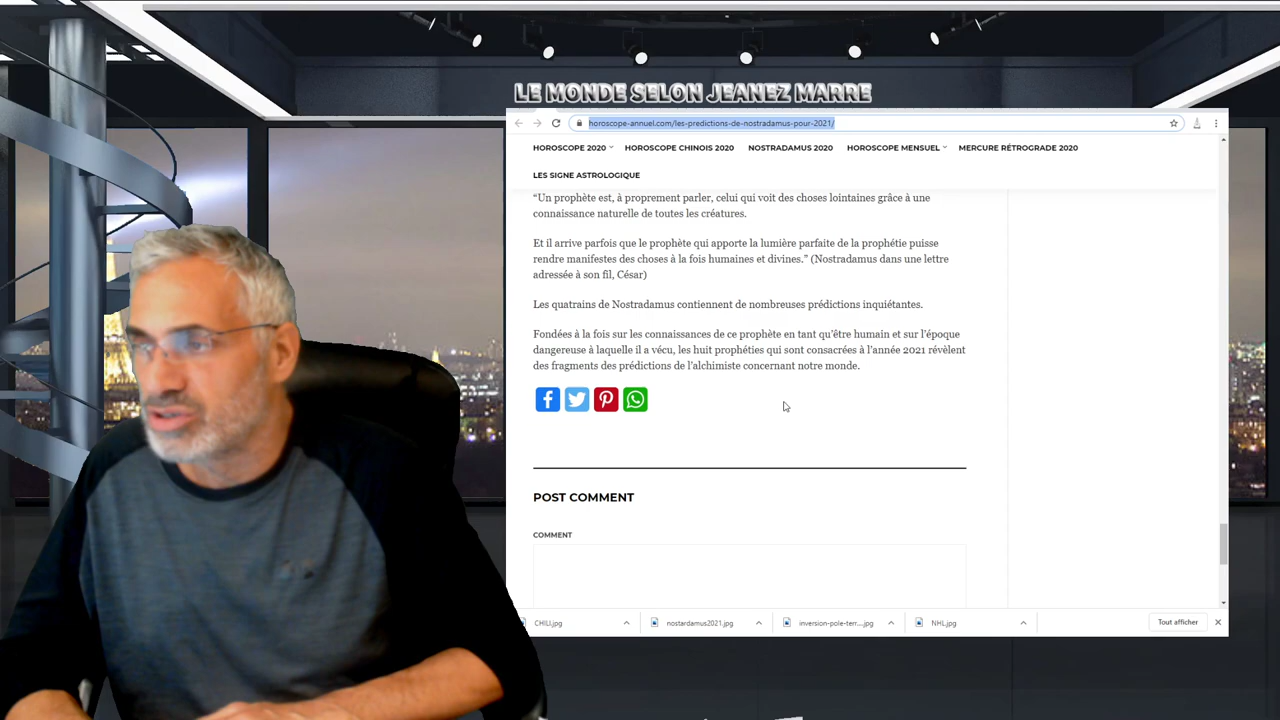 LE MONDE SELON JEANEZ MARRE
horoscope-annuel.com/les-predictions-de-nostradamus-pour-2021/
HOROSCOPE 2020 HOROSCOPE CHINOIS 2020 NOSTRADAMUS 2020 HOROSCOPE MENSUEL MERCURE RÉTROGRADE 2020
LES SIGNE ASTROLOGIQUE
“Un prophète est, à proprement parler, celui qui voit des choses lointaines grâce à une
connaissance naturelle de toutes les créatures.
Et il arrive parfois que le prophète qui apporte la lumière parfaite de la prophétie puisse
rendre manifestes des choses à la fois humaines et divines.” (Nostradamus dans une lettre
adressée à son fil, César)
Les quatrains de Nostradamus contiennent de nombreuses prédictions inquiétantes.
Fondées à la fois sur les connaissances de ce prophète en tant qu’être humain et sur l’époque
dangereuse à laquelle il a vécu, les huit prophéties qui sont consacrées à l’année 2021 révèlent
des fragments des prédictions de l’alchimiste concernant notre monde.
POST COMMENT
COMMENT
CHILI.jpg nostardamus2021.jpg inversion-pole-terr....jpg NHL.jpg Tout afficher